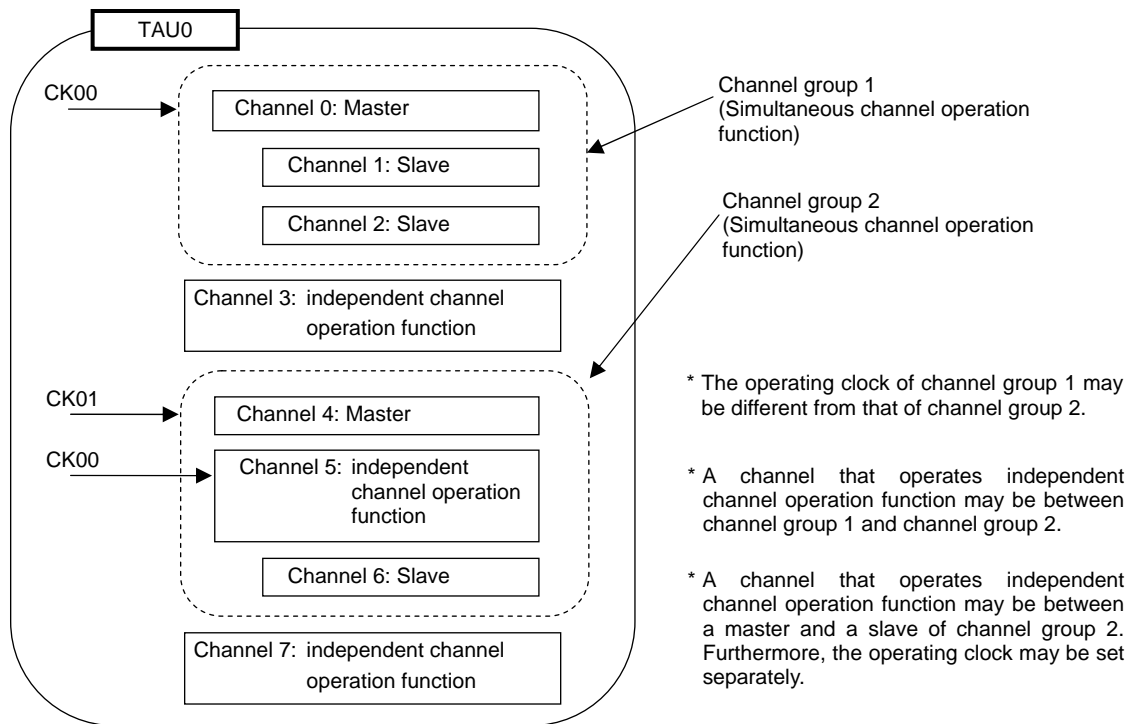 TAU0
CK00
Channel 0: Master
Channel 1: Slave
Channel 2: Slave
Channel group 1
(Simultaneous channel operation
function)
Channel group 2
(Simultaneous channel operation
function)
Channel 3: independent channel
operation function
CK01
Channel 4: Master
CK00
Channel 5: independent
channel operation
function
Channel 6: Slave
Channel 7: independent channel
operation function
* The operating clock of channel group 1 may
be different from that of channel group 2.
* A channel that operates independent
channel operation function may be between
channel group 1 and channel group 2.
* A channel that operates independent
channel operation function may be between
a master and a slave of channel group 2.
Furthermore, the operating clock may be set
separately.